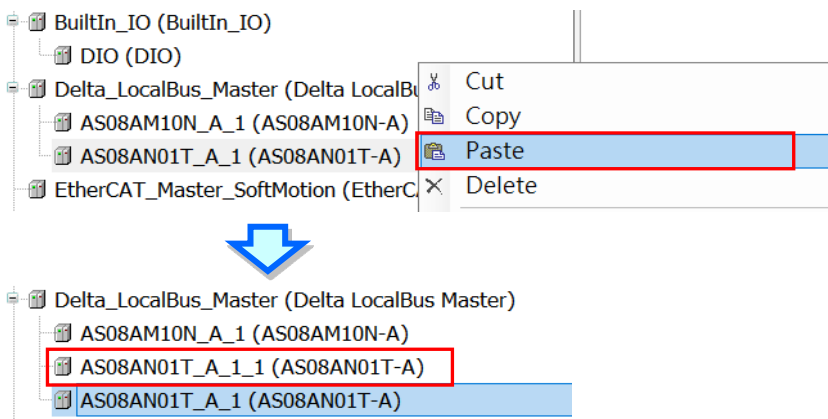 BuiltIn_IO (BuiltIn_IO)
DIO (DIO)
Delta_LocalBus_Master (Delta LocalBu
AS08AM10N_A_1 (AS08AM10N-A)
AS08AN01T_A_1 (AS08AN01T-A)
EtherCAT_Master_SoftMotion (EtherCA
Cut
Copy
Paste
Delete
Delta_LocalBus_Master (Delta LocalBus Master)
AS08AM10N_A_1 (AS08AM10N-A)
AS08AN01T_A_1_1 (AS08AN01T-A)
AS08AN01T_A_1 (AS08AN01T-A)